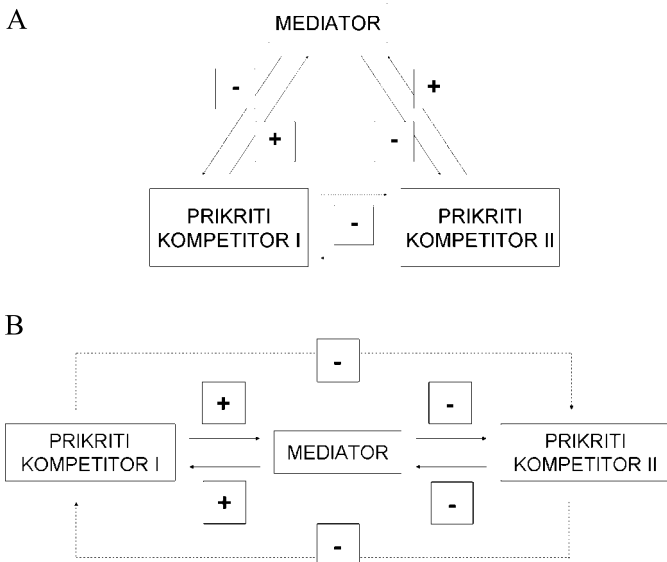 A
MEDIATOR
-
+
+
-
PRIKRITI
KOMPETITOR I
-
PRIKRITI
KOMPETITOR II
B
-
+
-
PRIKRITI
KOMPETITOR I
MEDIATOR
PRIKRITI
KOMPETITOR II
+
-
-